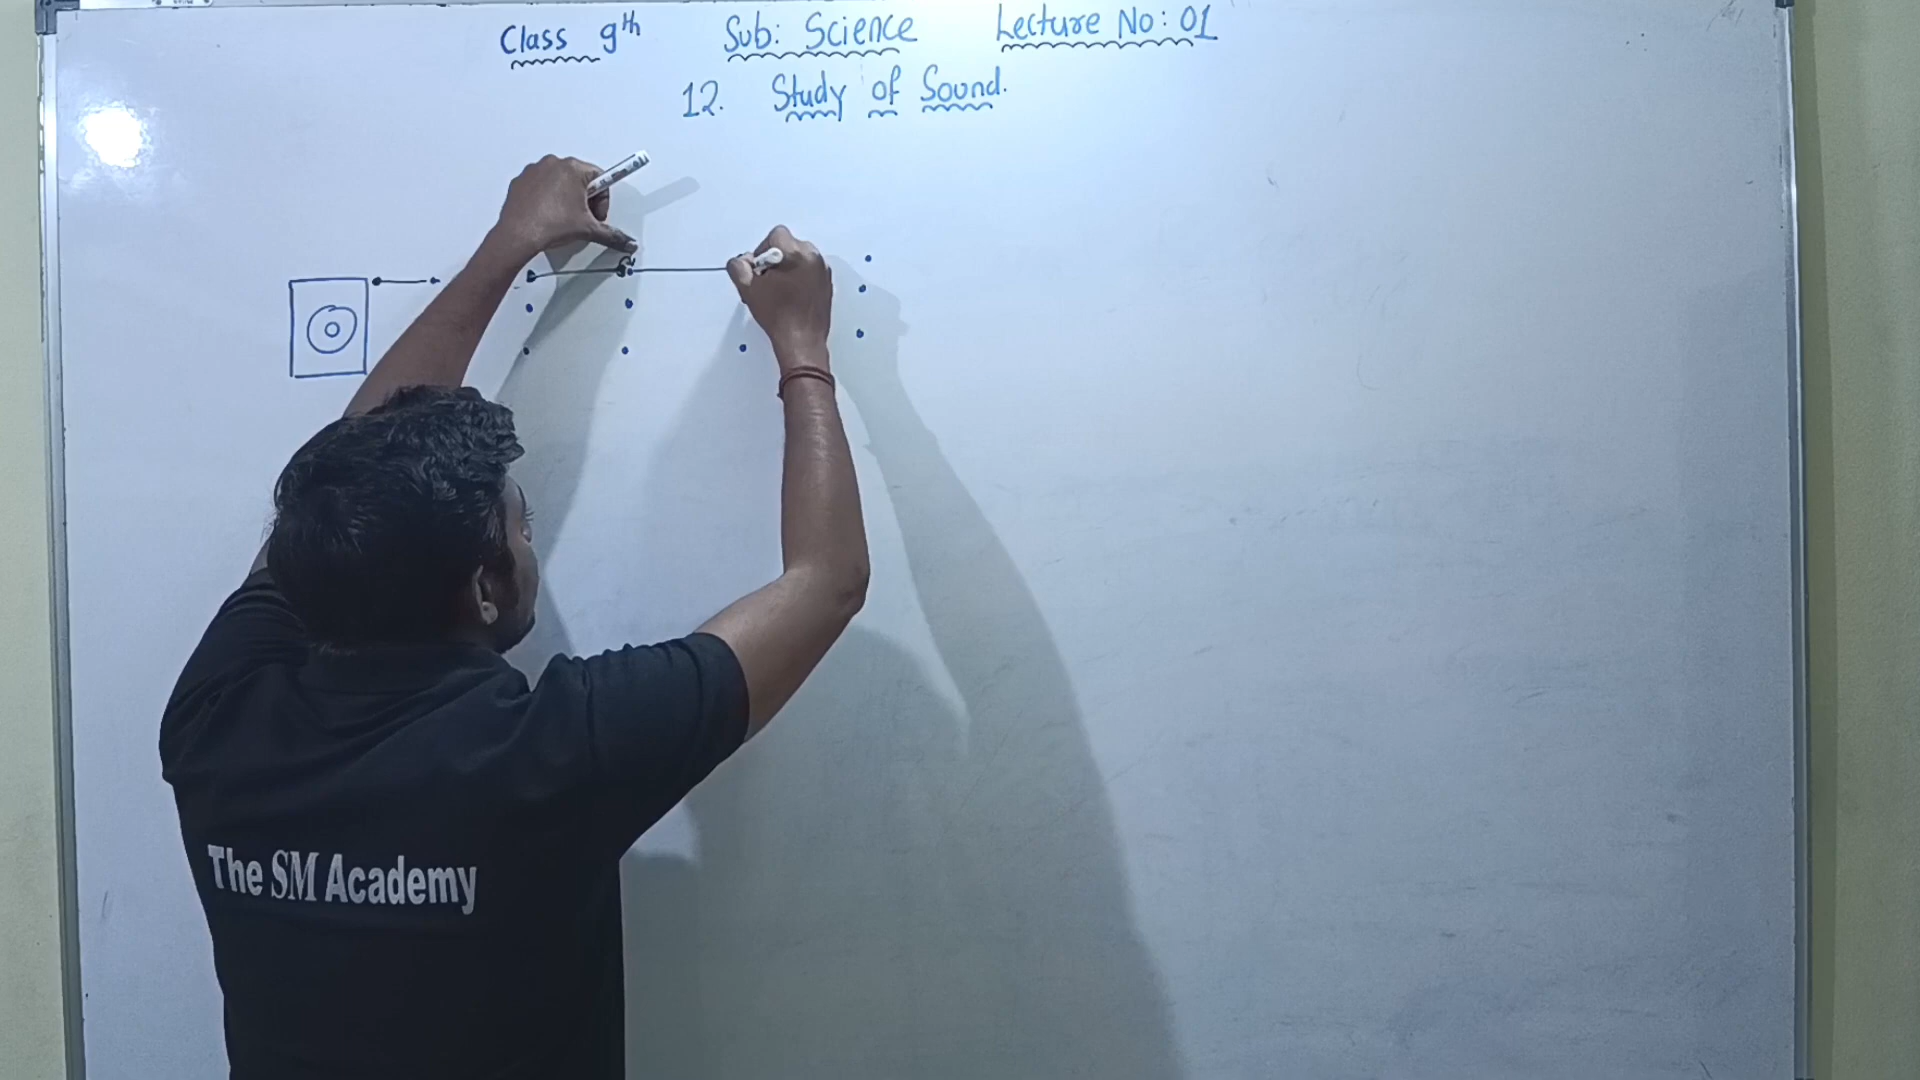 Class 9th Sub: Science Lecture No: 01
12. Study of Sound.
The SM Academy